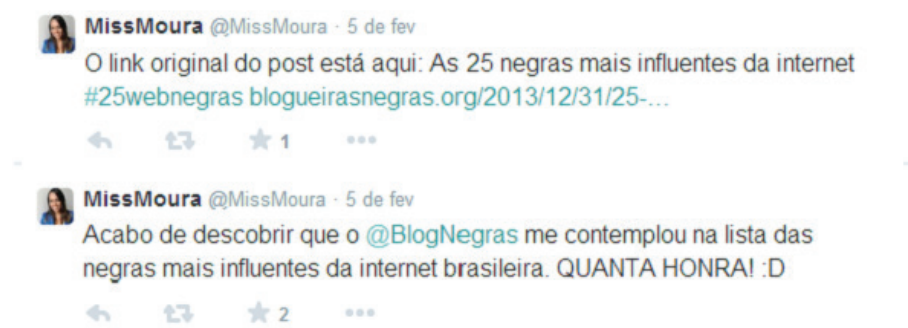 MissMoura @MissMoura · 5 de fev
O link original do post está aqui: As 25 negras mais influentes da internet
#25webnegras blogueirasnegras.org/2013/12/31/25-...
1
MissMoura @MissMoura · 5 de fev
Acabo de descobrir que o @BlogNegras me contemplou na lista das
negras mais influentes da internet brasileira. QUANTA HONRA! :D
2